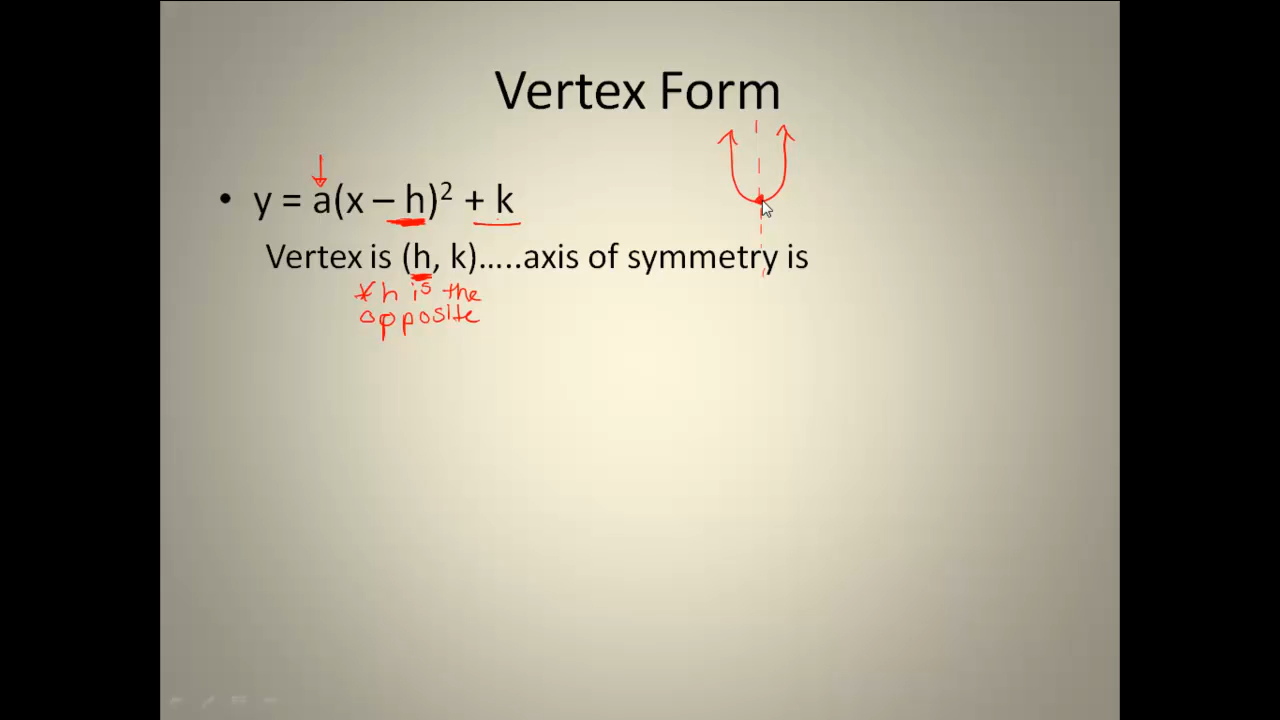 Vertex Form
• y = a(x – h)² + k
Vertex is (h, k)…..axis of symmetry is
* h is the
opposite